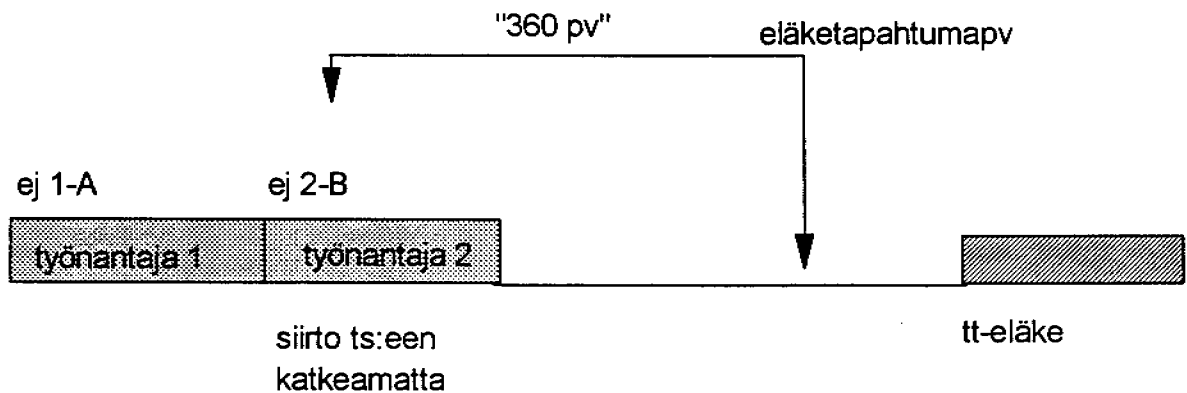 "360 pv"
eläketapahtumapv
ej 1-A
ej 2-B
työnantaja 1
työnantaja 2
siirto ts:een
katkeamatta
tt-eläke